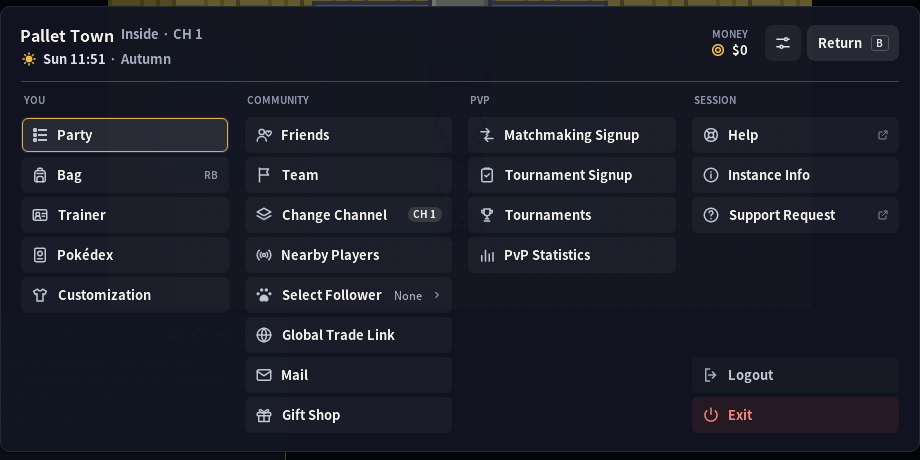 Pallet Town Inside · CH 1
Sun 11:51 · Autumn
MONEY
$0
Return B
YOU
Party
Bag RB
Trainer
Pokédex
Customization
COMMUNITY
Friends
Team
Change Channel CH 1
Nearby Players
Select Follower None
Global Trade Link
Mail
Gift Shop
PVP
Matchmaking Signup
Tournament Signup
Tournaments
PvP Statistics
SESSION
Help
Instance Info
Support Request
Logout
Exit